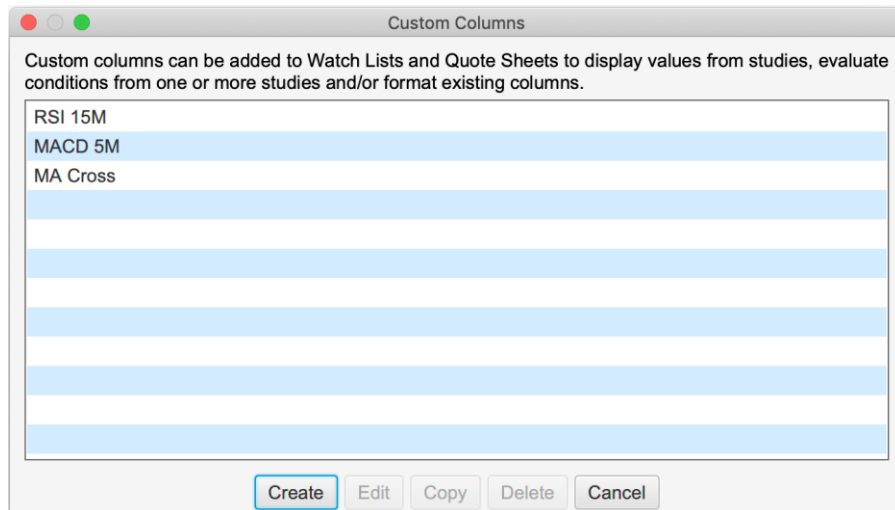 Custom Columns
Custom columns can be added to Watch Lists and Quote Sheets to display values from studies, evaluate
conditions from one or more studies and/or format existing columns.
RSI 15M
MACD 5M
MA Cross
Create Edit Copy Delete Cancel